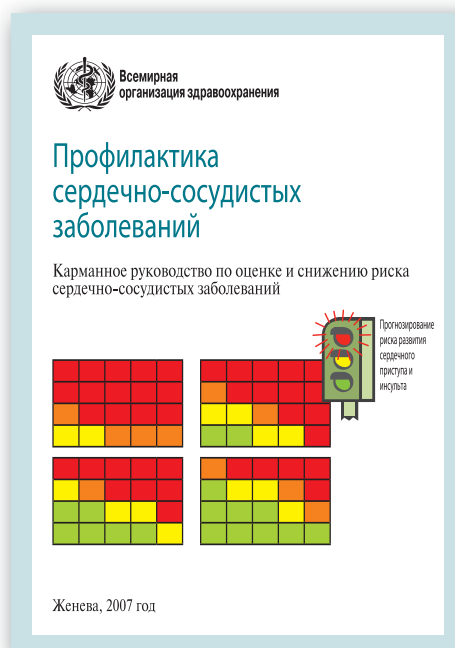 Всемирная
организация здравоохранения
Профилактика
сердечно-сосудистых
заболеваний
Карманное руководство по оценке и снижению риска
сердечно-сосудистых заболеваний
Прогнозирование
риска развития
сердечного
приступа и
инсульта
Женева, 2007 год